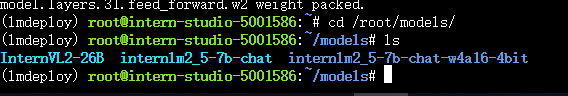 model.layers.31.feed_forward.w2 weight packed.
(lmdeploy) root@intern-studio-5001586:~# cd /root/models/
(lmdeploy) root@intern-studio-5001586:~/models# ls
InternVL2-26B  internlm2_5-7b-chat  internlm2_5-7b-chat-w4a16-4bit
(lmdeploy) root@intern-studio-5001586:~/models#